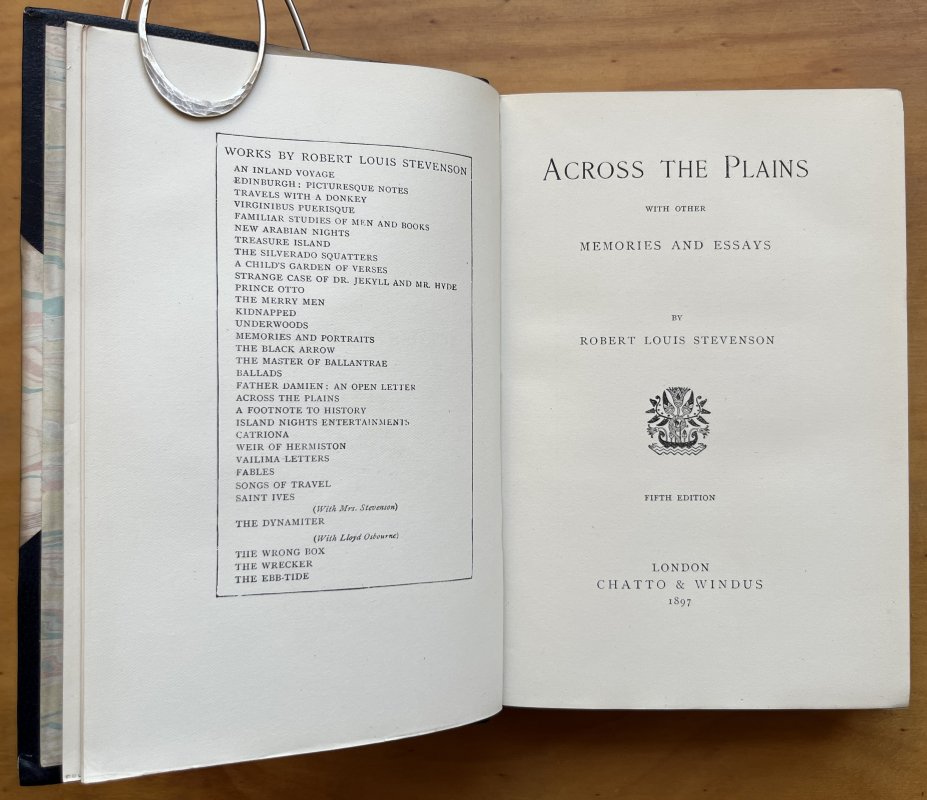 WORKS BY ROBERT LOUIS STEVENSON
AN INLAND VOYAGE
EDINBURGH: PICTURESQUE NOTES
TRAVELS WITH A DONKEY
VIRGINIBUS PUERISQUE
FAMILIAR STUDIES OF MEN AND BOOKS
NEW ARABIAN NIGHTS
TREASURE ISLAND
THE SILVERADO SQUATTERS
A CHILD'S GARDEN OF VERSES
STRANGE CASE OF DR. JEKYLL AND MR. HYDE
PRINCE OTTO
THE MERRY MEN
KIDNAPPED
UNDERWOODS
MEMORIES AND PORTRAITS
THE BLACK ARROW
THE MASTER OF BALLANTRAE
BALLADS
FATHER DAMIEN: AN OPEN LETTER
ACROSS THE PLAINS
A FOOTNOTE TO HISTORY
ISLAND NIGHTS ENTERTAINMENTS
CATRIONA
WEIR OF HERMISTON
VAILIMA LETTERS
FABLES
SONGS OF TRAVEL
SAINT IVES
(With Mrs. Stevenson)
THE DYNAMITER
(With Lloyd Osbourne)
THE WRONG BOX
THE WRECKER
THE EBB-TIDE
ACROSS THE PLAINS
WITH OTHER
MEMORIES AND ESSAYS
BY
ROBERT LOUIS STEVENSON
FIFTH EDITION
LONDON
CHATTO & WINDUS
1897